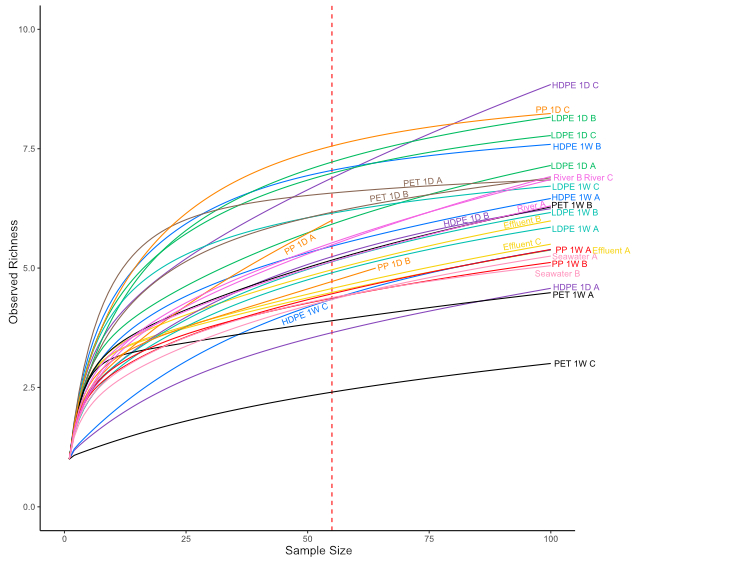 10.0
HDPE 1D C
PP 1D C
LDPE 1D B
LDPE 1D C
7.5
HDPE 1W B
LDPE 1D A
PET 1D A
River B River C
LDPE 1W C
PET 1D B
HDPE 1W A
PET 1W B
River A
LDPE 1W B
HDPE 1D B
Effluent B
LDPE 1W A
PP 1D A
Effluent C
PP 1W A
Effluent A
Seawater A
5.0
PP 1D B
PP 1W B
Seawater B
HDPE 1D A
PET 1W A
HDPE 1W C
PET 1W C
2.5
0.0
Observed Richness
0
25
50
75
100
Sample Size